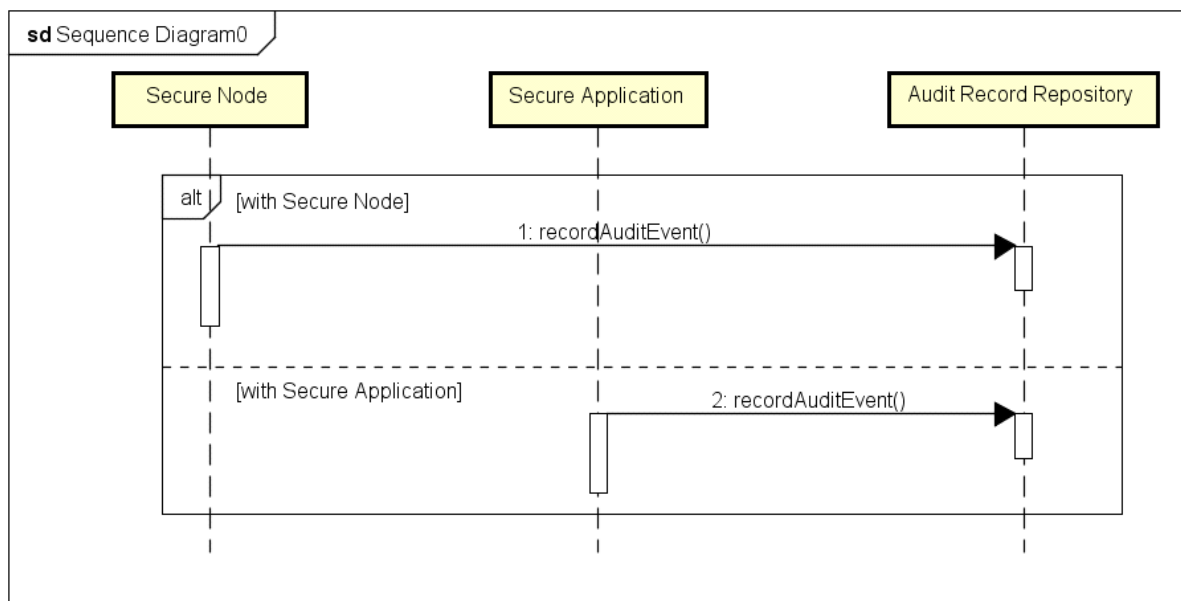 sd Sequence Diagram0
Secure Node
Secure Application
Audit Record Repository
alt
[with Secure Node]
1: recordAuditEvent()
[with Secure Application]
2: recordAuditEvent()